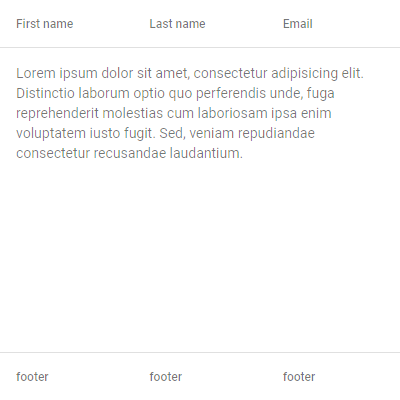 First name Last name Email
Lorem ipsum dolor sit amet, consectetur adipisicing elit.
Distinctio laborum optio quo perferendis unde, fuga
reprehenderit molestias cum laboriosam ipsa enim
voluptatem iusto fugit. Sed, veniam repudiandae
consectetur recusandae laudantium.
footer footer footer